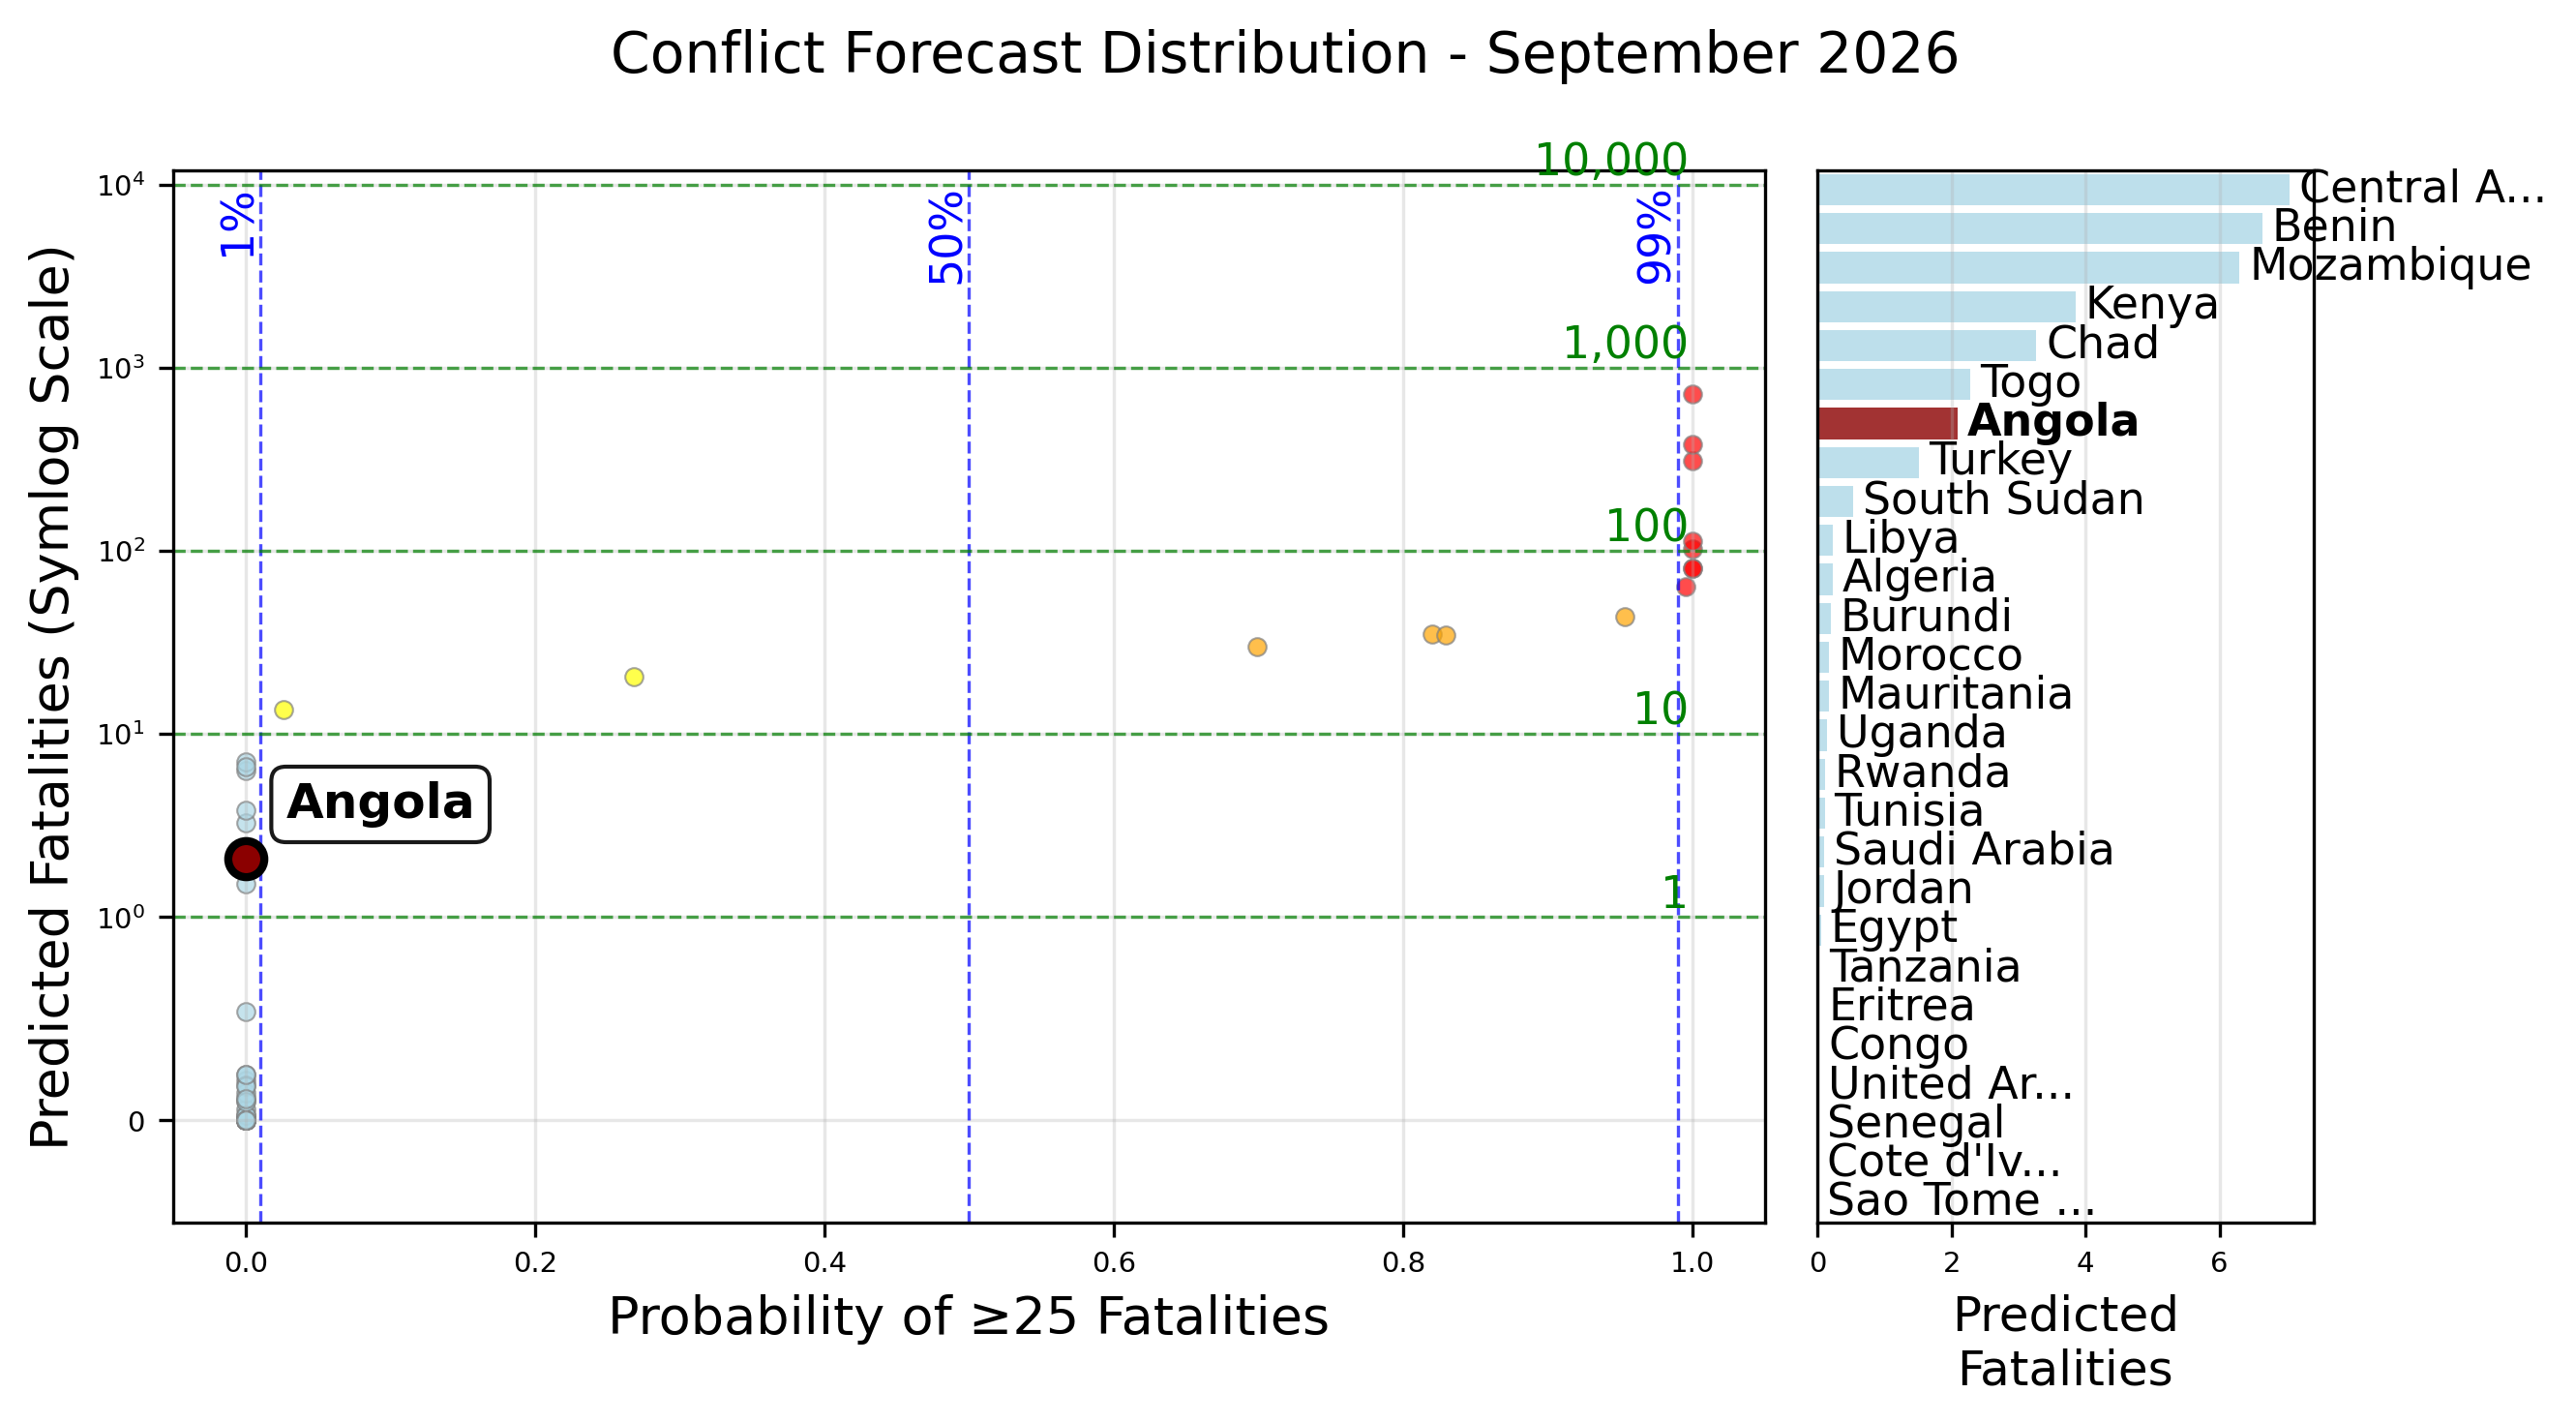 Conflict Forecast Distribution - September 2026
Predicted Fatalities (Symlog Scale)
10⁴
10³
10²
10¹
10⁰
0
1%
50%
99%
10,000
1,000
100
10
1
Angola
0.0
0.2
0.4
0.6
0.8
1.0
Probability of ≥25 Fatalities
Central A...
Benin
Mozambique
Kenya
Chad
Togo
Angola
Turkey
South Sudan
Libya
Algeria
Burundi
Morocco
Mauritania
Uganda
Rwanda
Tunisia
Saudi Arabia
Jordan
Egypt
Tanzania
Eritrea
Congo
United Ar...
Senegal
Cote d'Iv...
Sao Tome ...
0
2
4
6
Predicted
Fatalities